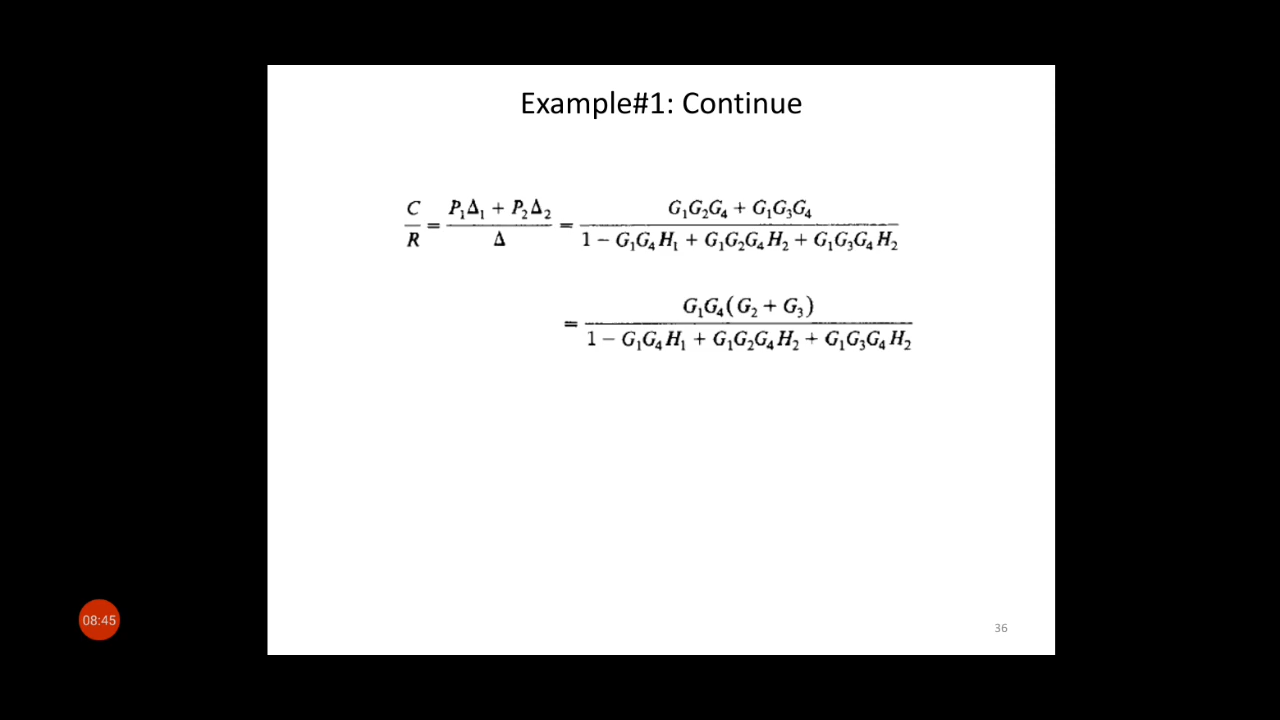 Example#1: Continue
C/R = (P₁Δ₁ + P₂Δ₂)/Δ = (G₁G₂G₄ + G₁G₃G₄)/(1 − G₁G₄H₁ + G₁G₂G₄H₂ + G₁G₃G₄H₂)
= G₁G₄(G₂ + G₃)/(1 − G₁G₄H₁ + G₁G₂G₄H₂ + G₁G₃G₄H₂)
08:45
36